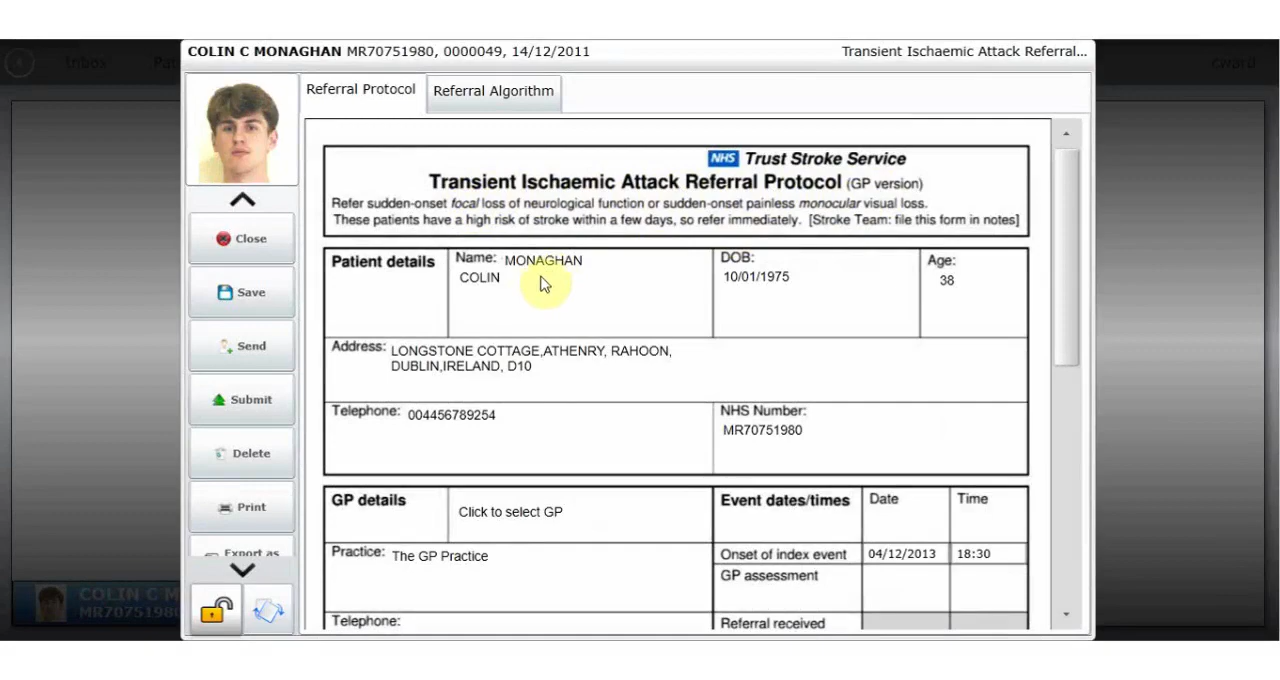 COLIN C MONAGHAN MR70751980, 0000049, 14/12/2011
Transient Ischaemic Attack Referral...
Inbox
cward
Referral Protocol
Referral Algorithm
NHS Trust Stroke Service
Transient Ischaemic Attack Referral Protocol (GP version)
Refer sudden-onset focal loss of neurological function or sudden-onset painless monocular visual loss.
These patients have a high risk of stroke within a few days, so refer immediately. [Stroke Team: file this form in notes]
Close
Save
Send
Submit
Delete
Print
Export as
Patient details
Name: MONAGHAN
COLIN
DOB:
10/01/1975
Age:
38
Address: LONGSTONE COTTAGE,ATHENRY, RAHOON,
DUBLIN,IRELAND, D10
Telephone: 004456789254
NHS Number:
MR70751980
GP details
Click to select GP
Event dates/times
Date
Time
Practice: The GP Practice
Onset of index event 04/12/2013 18:30
GP assessment
Telephone:
Referral received
COLIN C M
MR7075198